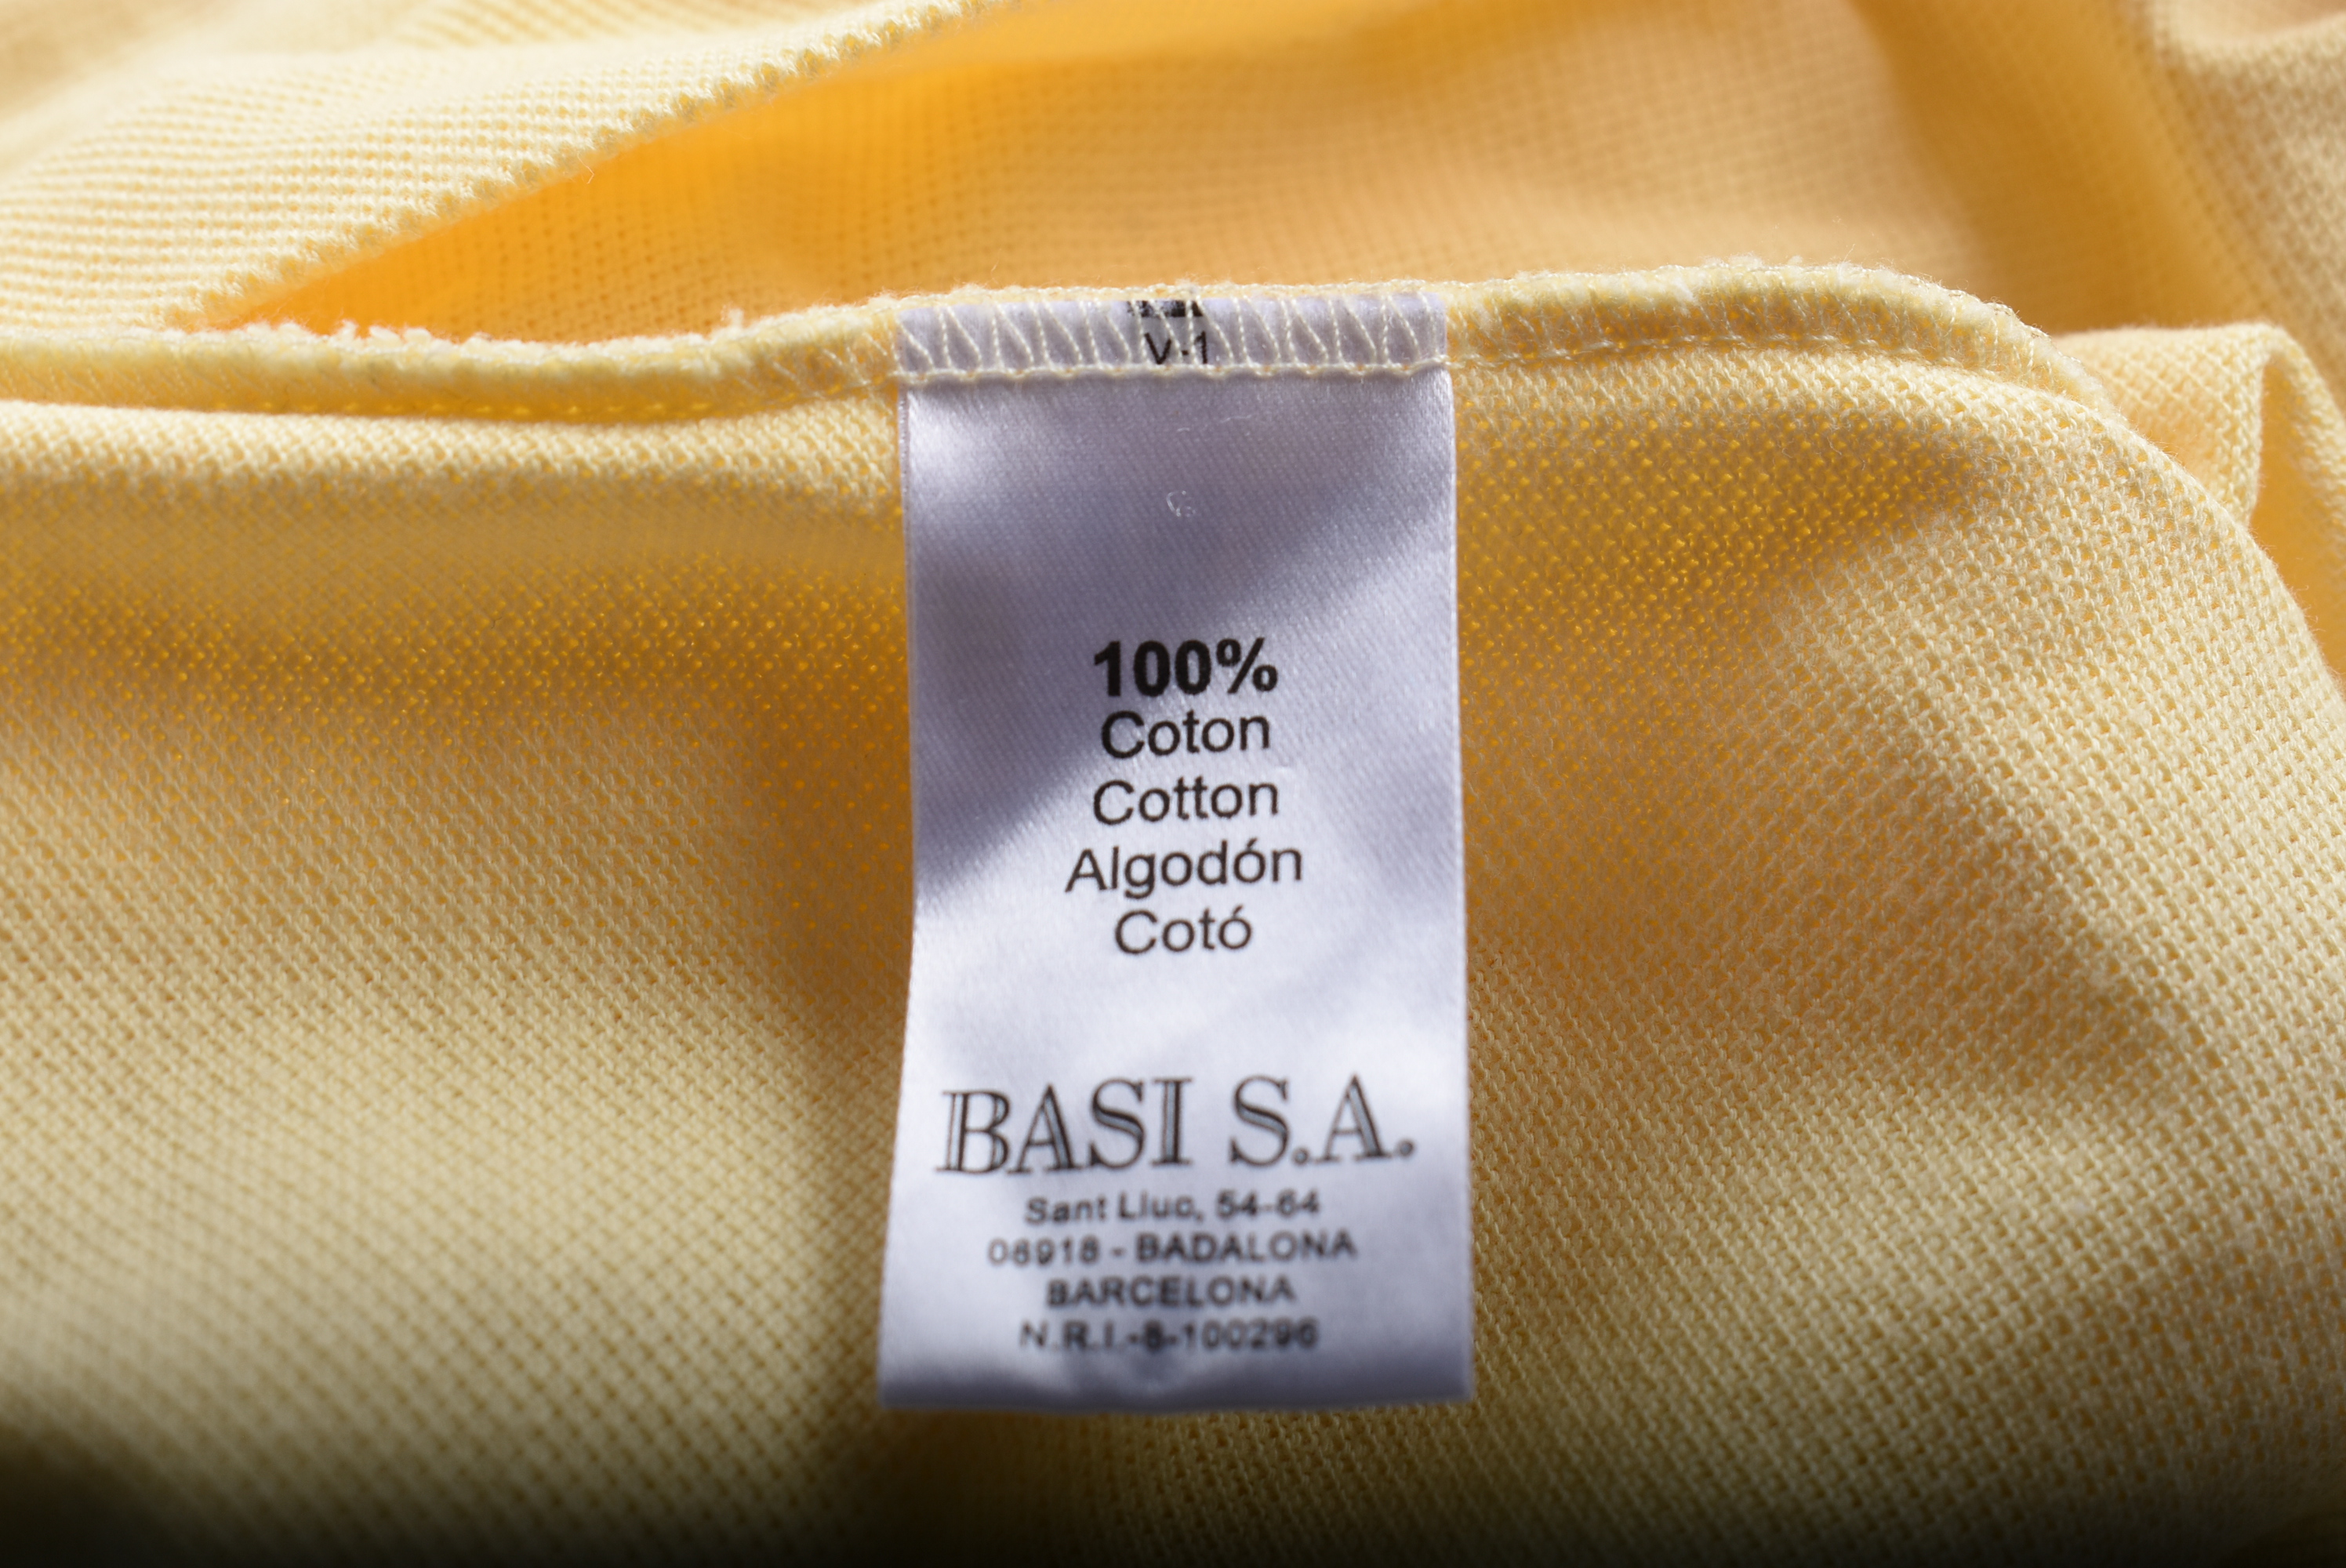 V-1
100%
Coton
Cotton
Algodón
Cotó
BASI S.A.
Sant Lluc, 54-64
08918 - BADALONA
BARCELONA
N.R.I.-8-100296